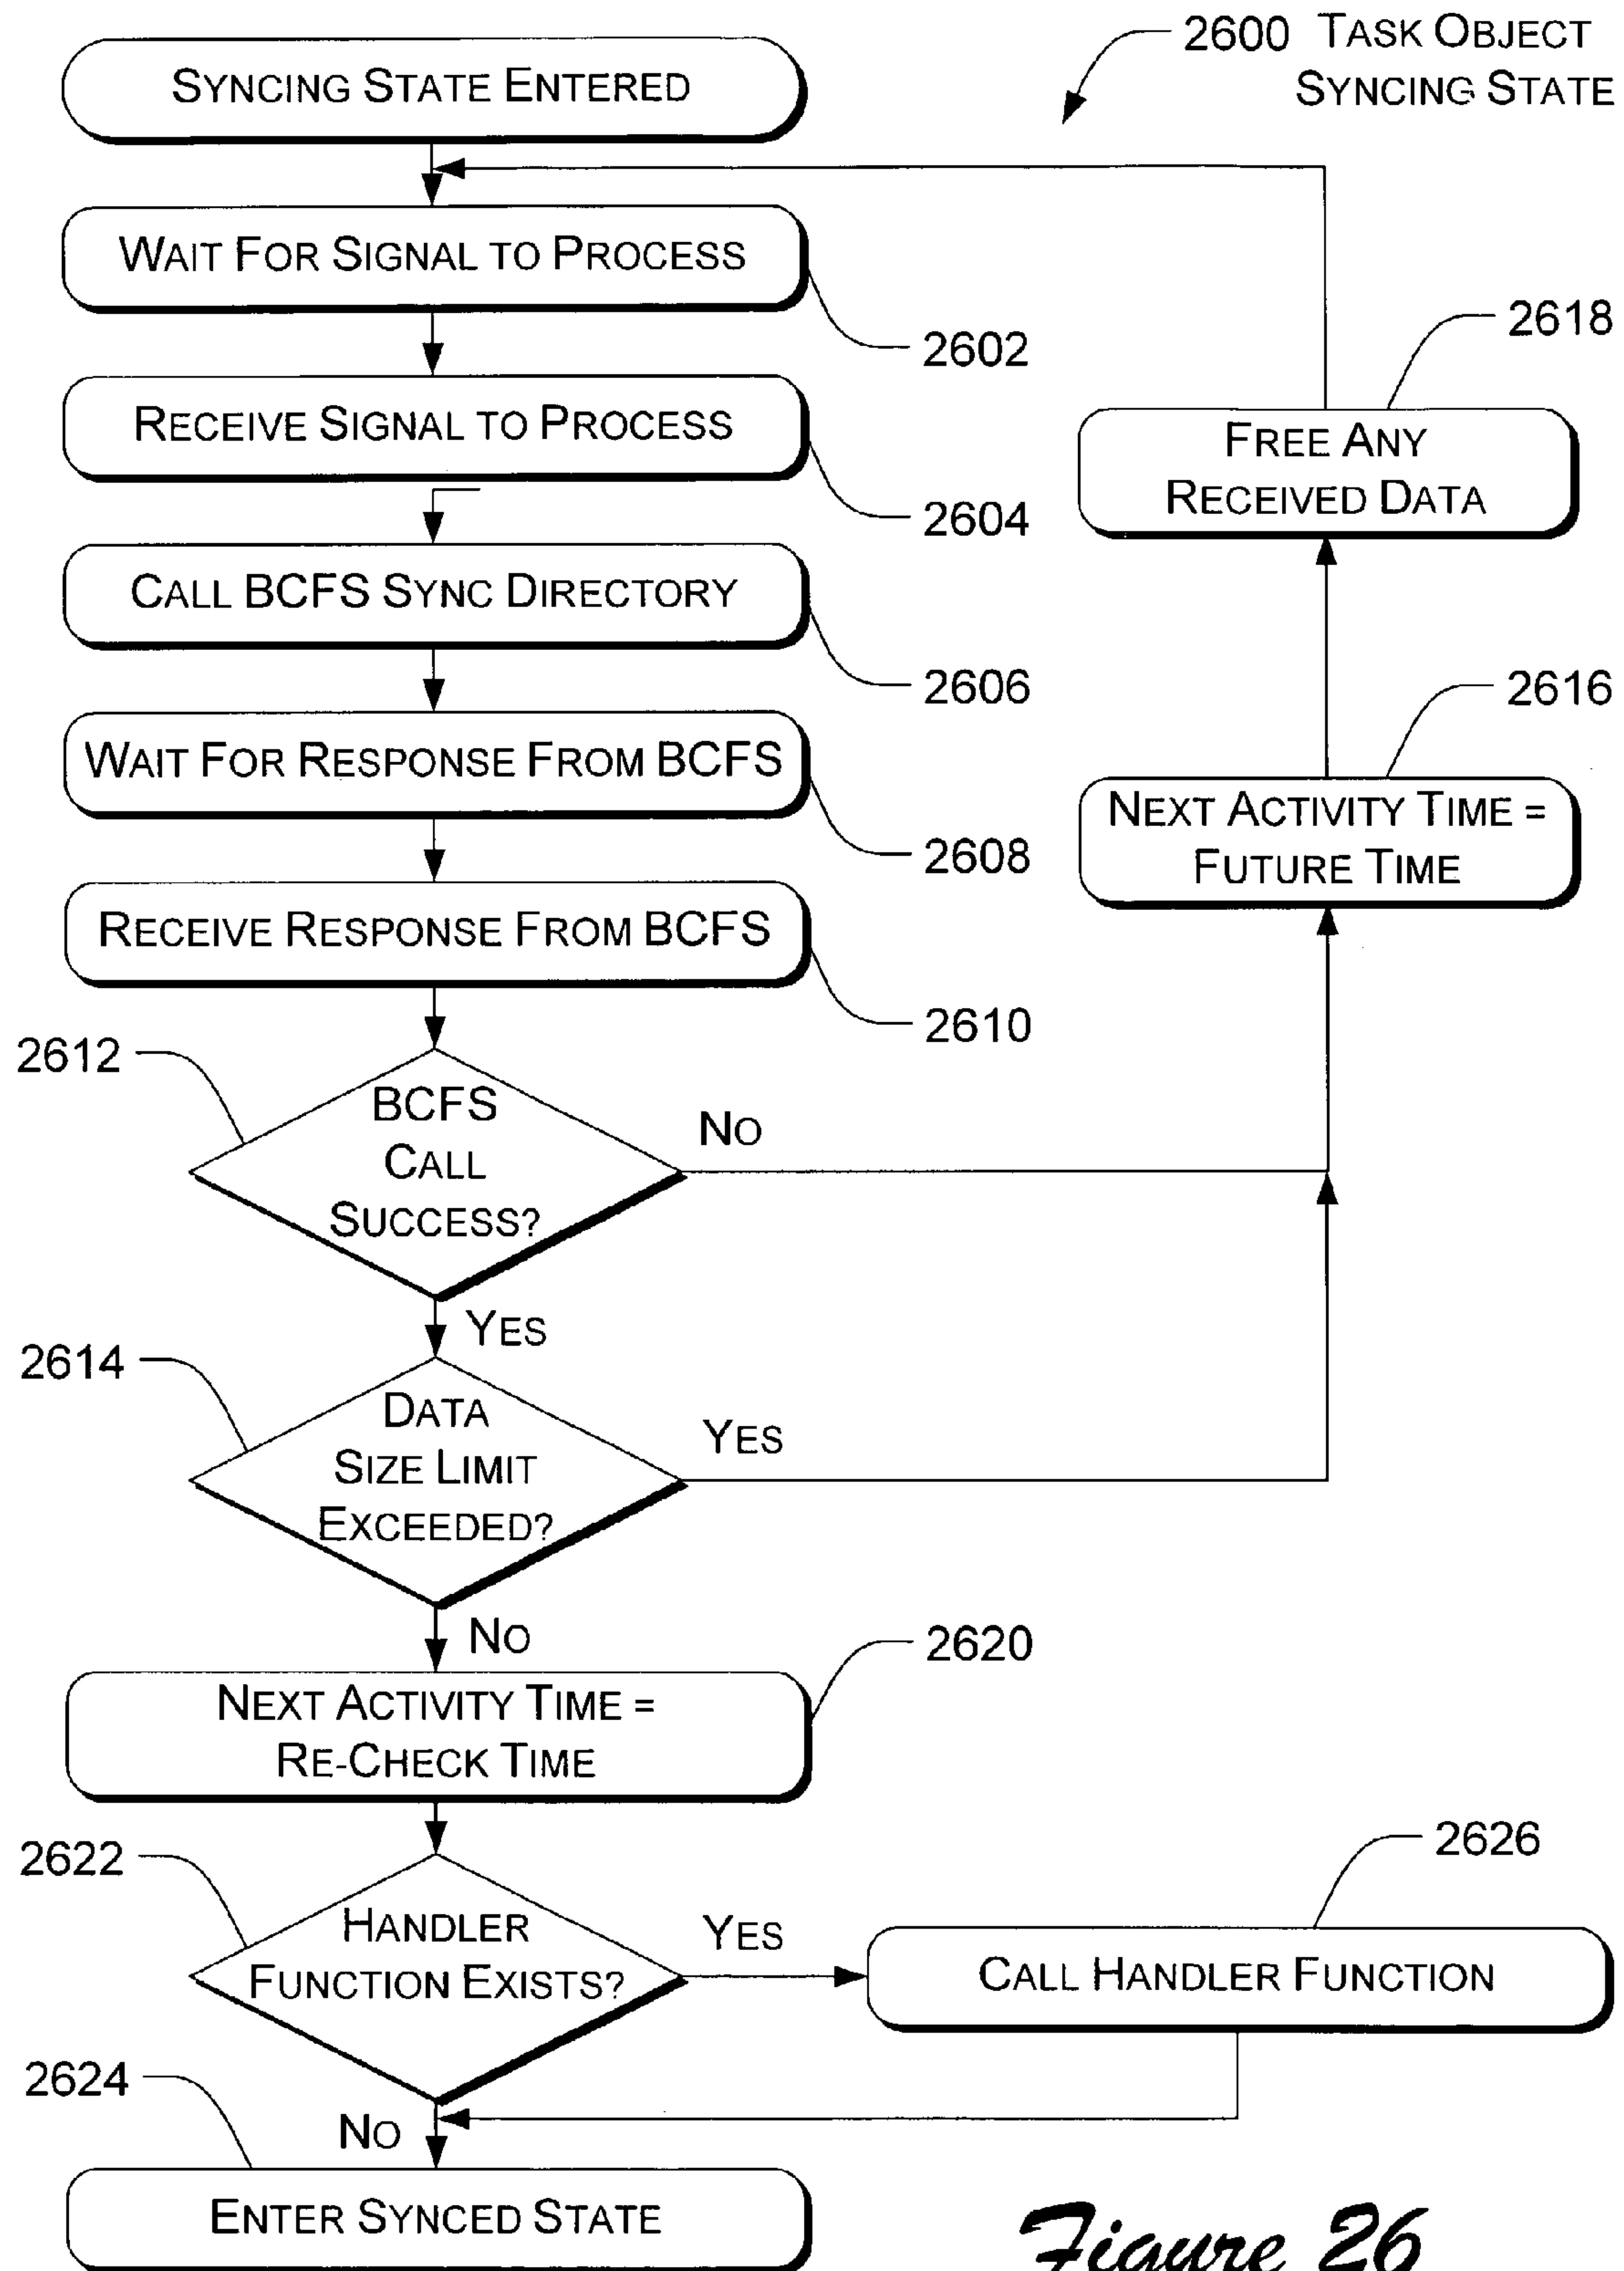 2600 TASK OBJECT
SYNCING STATE
SYNCING STATE ENTERED
WAIT FOR SIGNAL TO PROCESS
2602
RECEIVE SIGNAL TO PROCESS
2604
CALL BCFS SYNC DIRECTORY
2606
WAIT FOR RESPONSE FROM BCFS
2608
RECEIVE RESPONSE FROM BCFS
2610
2618
FREE ANY
RECEIVED DATA
2616
NEXT ACTIVITY TIME =
FUTURE TIME
2612
BCFS
CALL
SUCCESS?
NO
YES
2614
DATA
SIZE LIMIT
EXCEEDED?
YES
NO
2620
NEXT ACTIVITY TIME =
RE-CHECK TIME
2622
HANDLER
FUNCTION EXISTS?
YES
2626
CALL HANDLER FUNCTION
2624
NO
ENTER SYNCED STATE
Figure 26